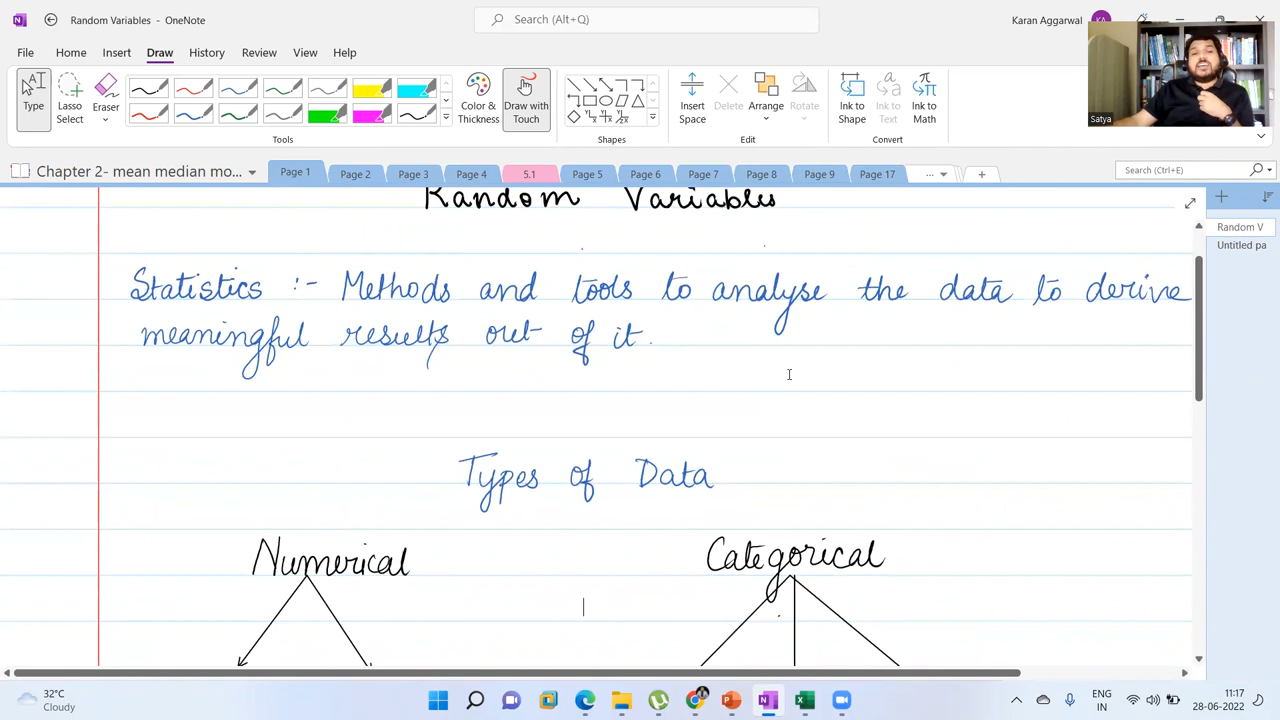 Random Variables - OneNote
Search (Alt+Q)
Karan Aggarwal
KA
File Home Insert Draw History Review View Help
Type
Lasso Select
Eraser
Tools
Color & Thickness
Draw with Touch
Shapes
Insert Space
Delete
Arrange
Rotate
Edit
Ink to Shape
Ink to Text
Ink to Math
Convert
Satya
Chapter 2- mean median mo...
Page 1 Page 2 Page 3 Page 4 5.1 Page 5 Page 6 Page 7 Page 8 Page 9 Page 17 ...
Search (Ctrl+E)
Random V
Untitled pa
Random Variables
Statistics :- Methods and tools to analyse the data to derive
meaningful results out of it.
Types of Data
Numerical Categorical
32°C
Cloudy
ENG
IN
11:17
28-06-2022